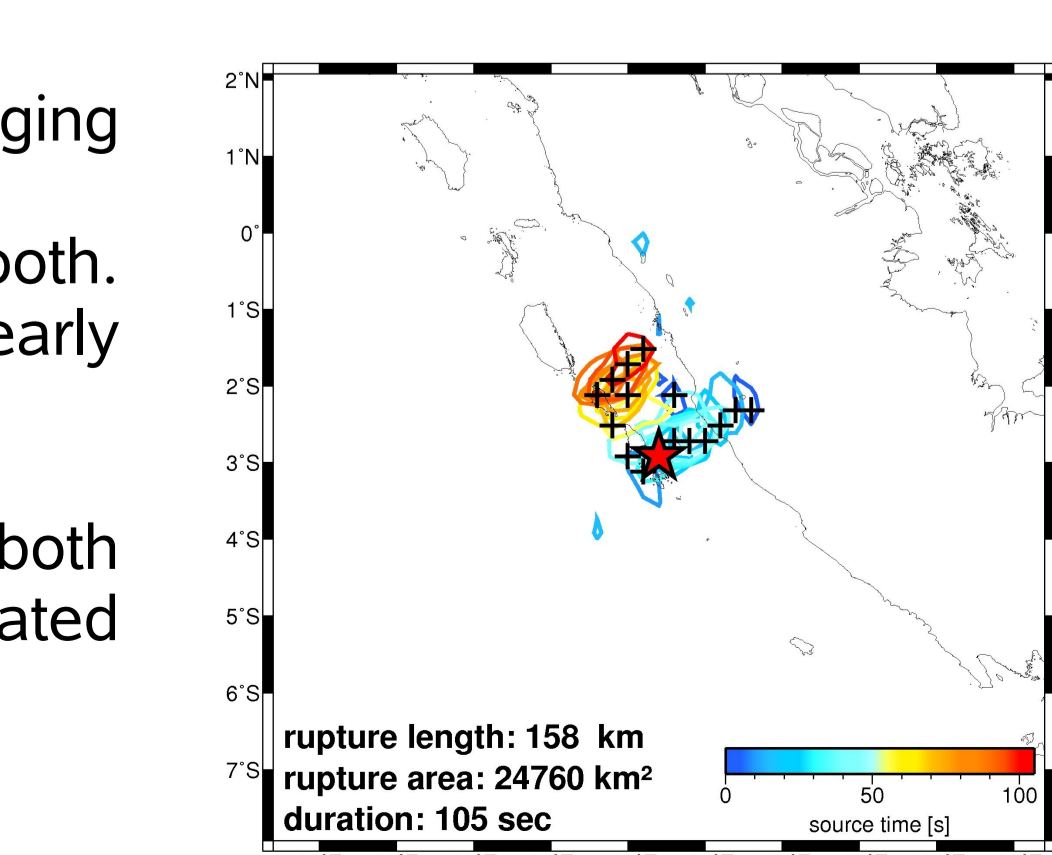 ging
ooth.
early
both
ated
2°N
1°N
0°
1°S
2°S
3°S
4°S
5°S
6°S
7°S
rupture length: 158 km
rupture area: 24760 km²
duration: 105 sec
0 50 100
source time [s]